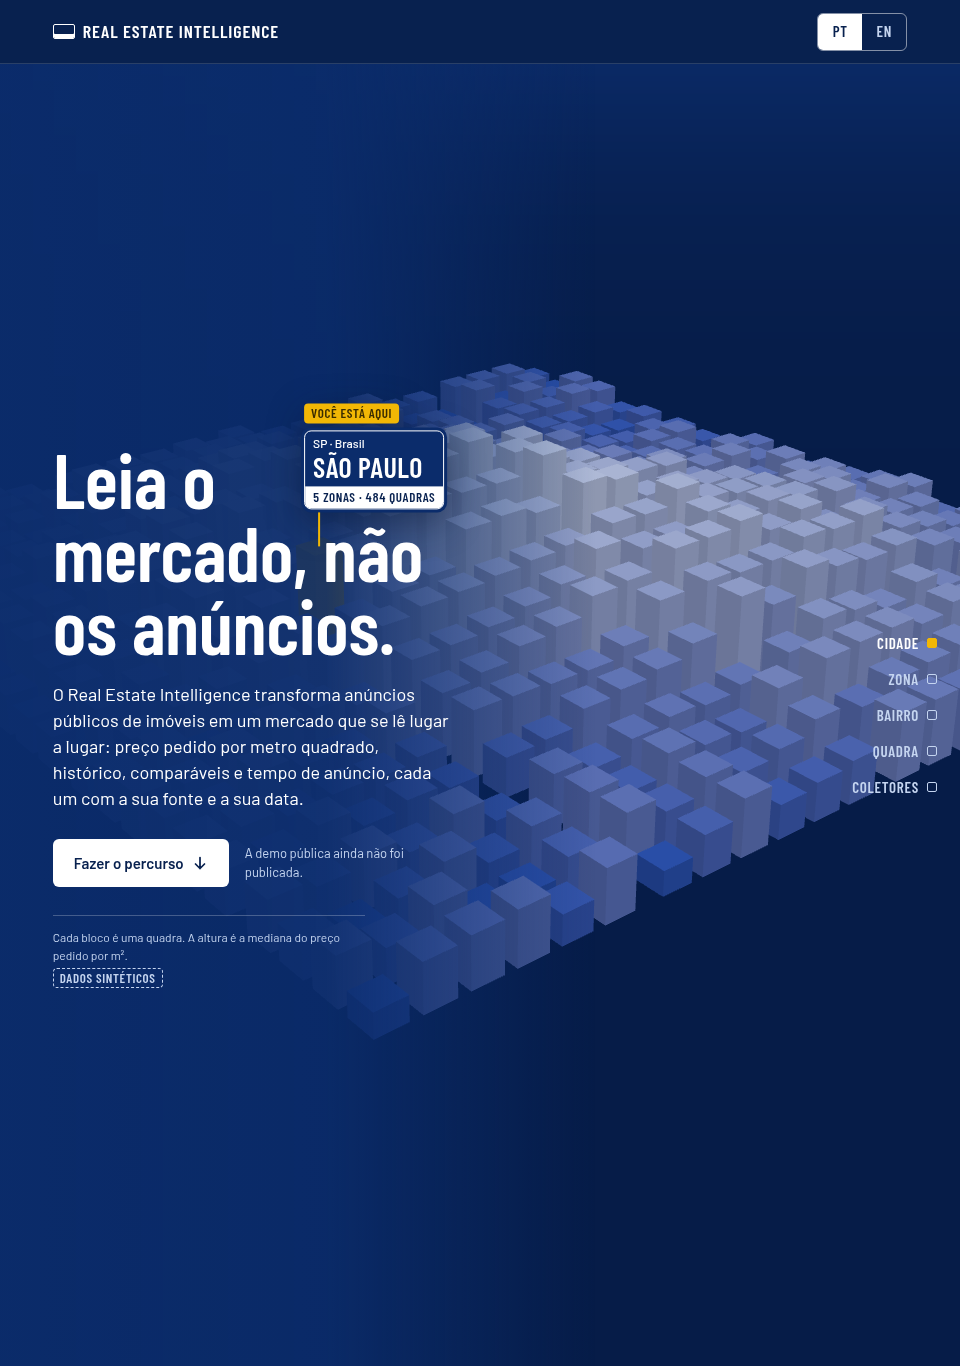 REAL ESTATE INTELLIGENCE
PT
EN
VOCÊ ESTÁ AQUI
SP · Brasil
SÃO PAULO
5 ZONAS · 484 QUADRAS
Leia o
mercado, não
os anúncios.
O Real Estate Intelligence transforma anúncios
públicos de imóveis em um mercado que se lê lugar
a lugar: preço pedido por metro quadrado,
histórico, comparáveis e tempo de anúncio, cada
um com a sua fonte e a sua data.
Fazer o percurso ↓
A demo pública ainda não foi
publicada.
Cada bloco é uma quadra. A altura é a mediana do preço
pedido por m².
DADOS SINTÉTICOS
CIDADE
ZONA
BAIRRO
QUADRA
COLETORES